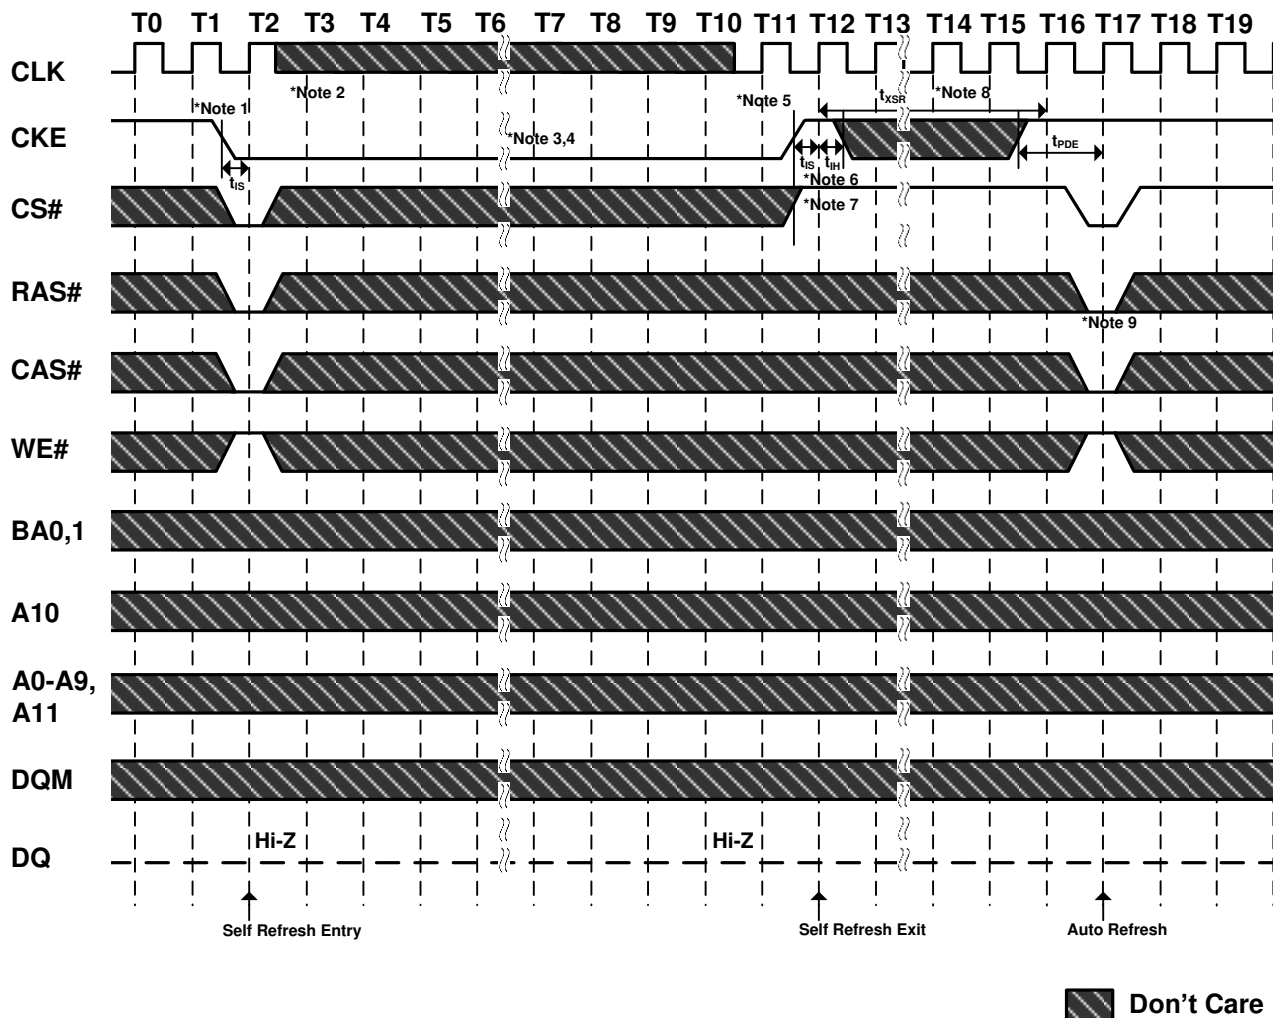 T0 T1 T2 T3 T4 T5 T6 T7 T8 T9 T10 T11 T12 T13 T14 T15 T16 T17 T18 T19
CLK
*Note 2
*Note 1
*Note 5
tXSR
*Note 8
CKE
*Note 3,4
tPDE
tIS
tIS
tIH
*Note 6
CS#
*Note 7
RAS#
*Note 9
CAS#
WE#
BA0,1
A10
A0-A9,
A11
DQM
Hi-Z
Hi-Z
DQ
Self Refresh Entry
Self Refresh Exit
Auto Refresh
Don't Care